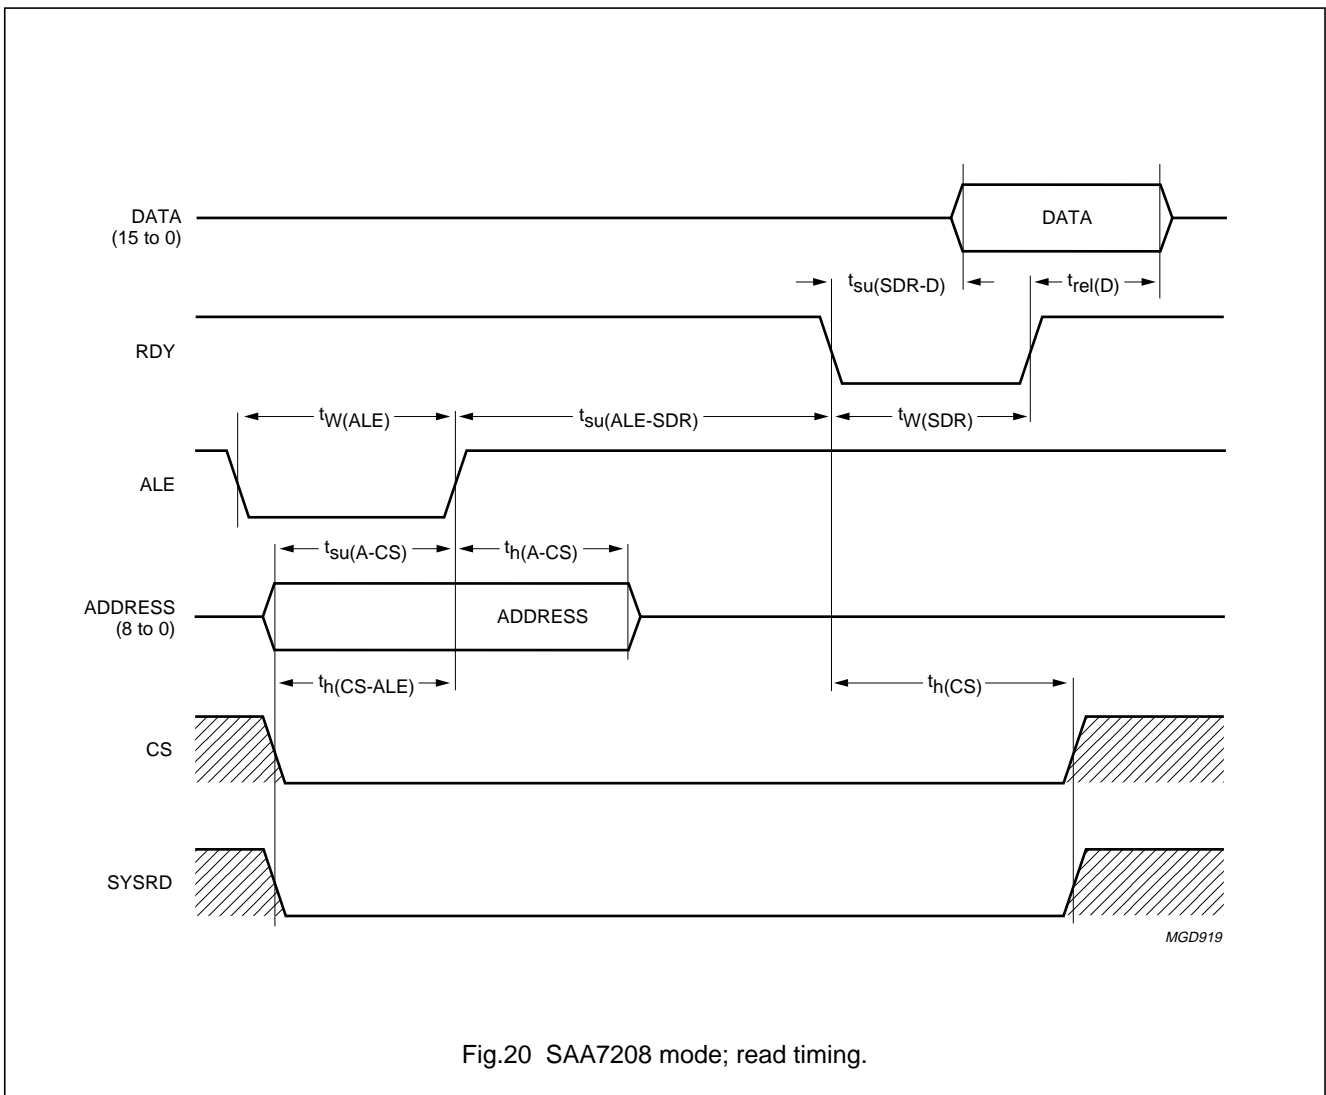 DATA
(15 to 0)
DATA
tsu(SDR-D)
trel(D)
RDY
tW(ALE)
tsu(ALE-SDR)
tW(SDR)
ALE
tsu(A-CS)
th(A-CS)
ADDRESS
(8 to 0)
ADDRESS
th(CS-ALE)
th(CS)
CS
SYSRD
MGD919
Fig.20 SAA7208 mode; read timing.